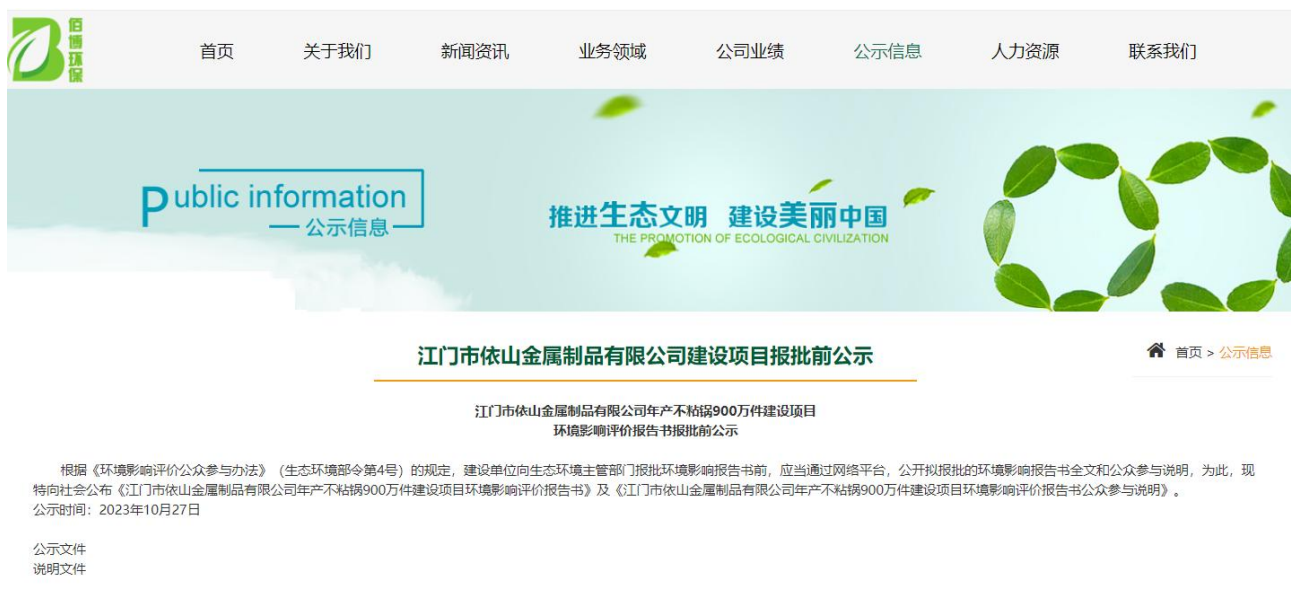 佰博环保
首页 关于我们 新闻资讯 业务领域 公司业绩 公示信息 人力资源 联系我们
Public information
公示信息
推进生态文明 建设美丽中国
THE PROMOTION OF ECOLOGICAL CIVILIZATION
江门市依山金属制品有限公司建设项目报批前公示
首页 > 公示信息
江门市依山金属制品有限公司年产不粘锅900万件建设项目
环境影响评价报告书报批前公示
根据《环境影响评价公众参与办法》（生态环境部令第4号）的规定，建设单位向生态环境主管部门报批环境影响报告书前，应当通过网络平台，公开拟报批的环境影响报告书全文和公众参与说明，为此，现
特向社会公布《江门市依山金属制品有限公司年产不粘锅900万件建设项目环境影响评价报告书》及《江门市依山金属制品有限公司年产不粘锅900万件建设项目环境影响评价报告书公众参与说明》。
公示时间：2023年10月27日
公示文件
说明文件